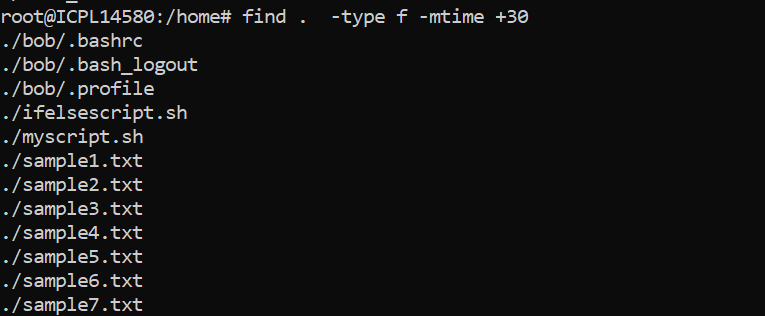 root@ICPL14580:/home# find .  -type f -mtime +30
./bob/.bashrc
./bob/.bash_logout
./bob/.profile
./ifelsescript.sh
./myscript.sh
./sample1.txt
./sample2.txt
./sample3.txt
./sample4.txt
./sample5.txt
./sample6.txt
./sample7.txt